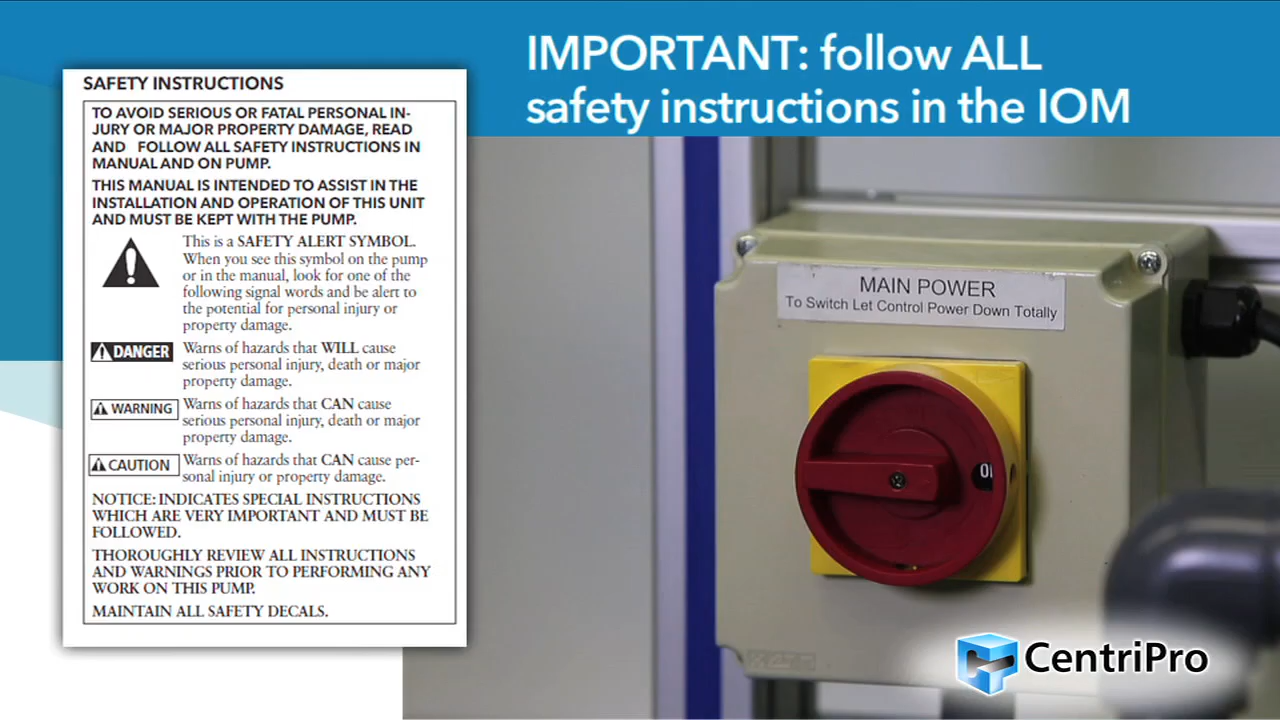 IMPORTANT: follow ALL
safety instructions in the IOM
SAFETY INSTRUCTIONS
TO AVOID SERIOUS OR FATAL PERSONAL IN-
JURY OR MAJOR PROPERTY DAMAGE, READ
AND FOLLOW ALL SAFETY INSTRUCTIONS IN
MANUAL AND ON PUMP.
THIS MANUAL IS INTENDED TO ASSIST IN THE
INSTALLATION AND OPERATION OF THIS UNIT
AND MUST BE KEPT WITH THE PUMP.
This is a SAFETY ALERT SYMBOL.
When you see this symbol on the pump
or in the manual, look for one of the
following signal words and be alert to
the potential for personal injury or
property damage.
DANGER
Warns of hazards that WILL cause
serious personal injury, death or major
property damage.
WARNING
Warns of hazards that CAN cause
serious personal injury, death or major
property damage.
CAUTION
Warns of hazards that CAN cause per-
sonal injury or property damage.
NOTICE: INDICATES SPECIAL INSTRUCTIONS
WHICH ARE VERY IMPORTANT AND MUST BE
FOLLOWED.
THOROUGHLY REVIEW ALL INSTRUCTIONS
AND WARNINGS PRIOR TO PERFORMING ANY
WORK ON THIS PUMP.
MAINTAIN ALL SAFETY DECALS.
MAIN POWER
To Switch Let Control Power Down Totally
CentriPro